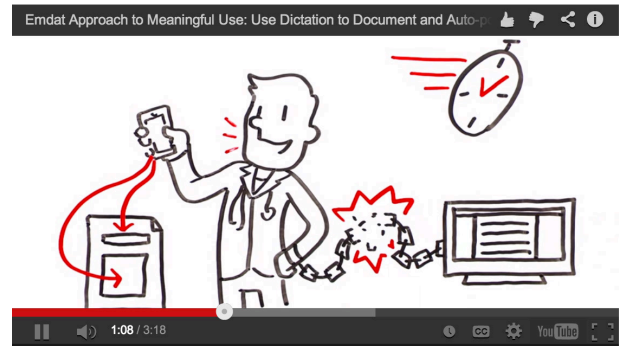 Emdat Approach to Meaningful Use: Use Dictation to Document and Auto-p
1:08 / 3:18
CC
YouTube